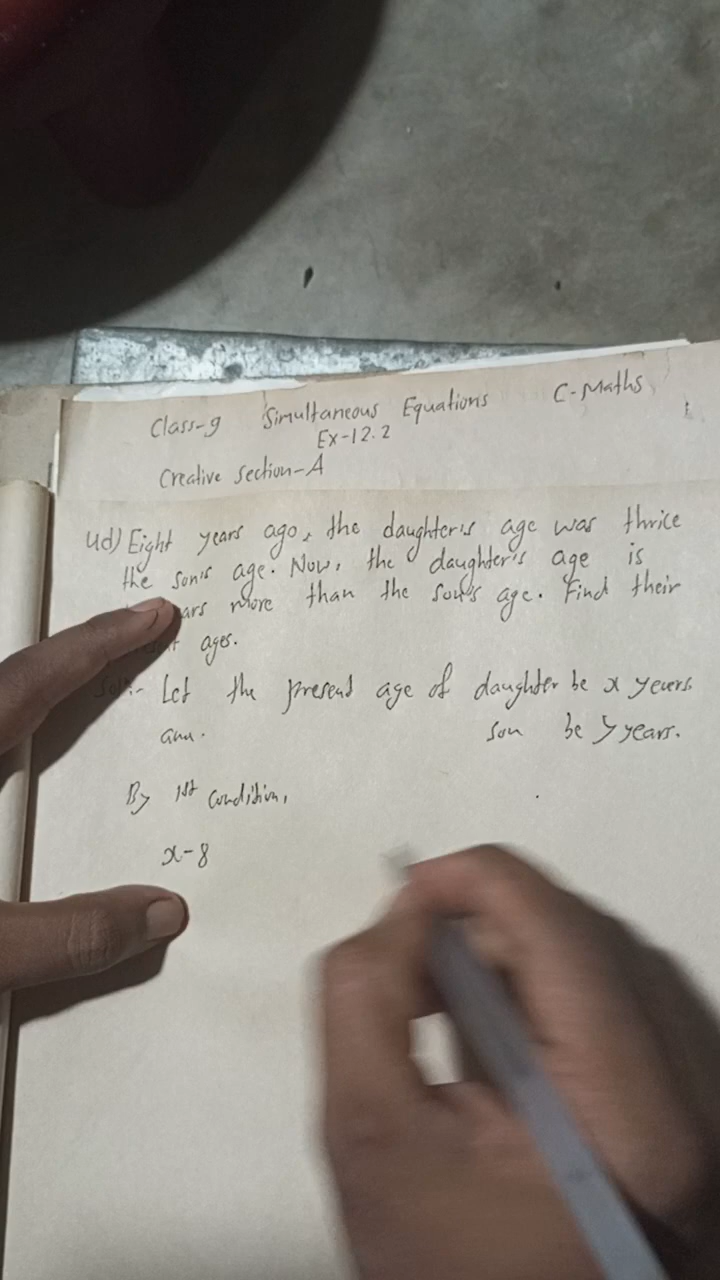 Class-9 Simultaneous Equations C-Maths
Ex-12.2
Creative section-A
4d) Eight years ago, the daughter's age was thrice
the son's age. Now, the daughter's age is
more than the son's age. Find their
ages.
Let the present age of daughter be x years.
son be y years.
By 1st condition,
x-8